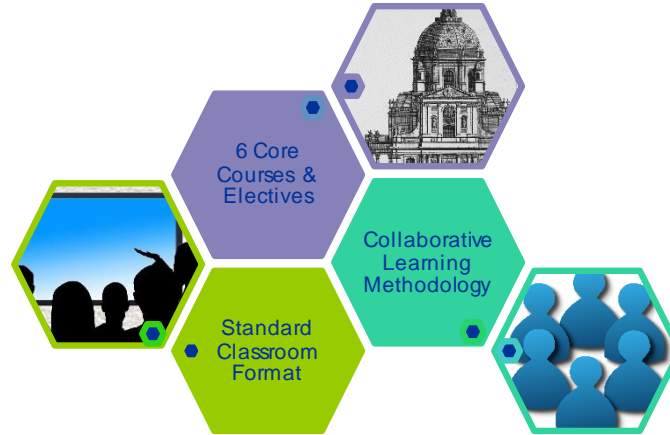 6 Core
Courses &
Electives
Collaborative
Learning
Methodology
Standard
Classroom
Format